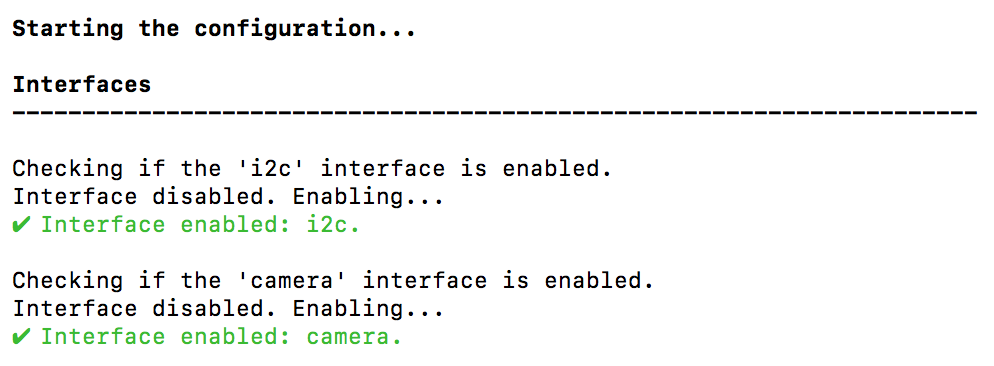 Starting the configuration...
Interfaces
---------------------------------------------------------------------
Checking if the 'i2c' interface is enabled.
Interface disabled. Enabling...
✔ Interface enabled: i2c.
Checking if the 'camera' interface is enabled.
Interface disabled. Enabling...
✔ Interface enabled: camera.